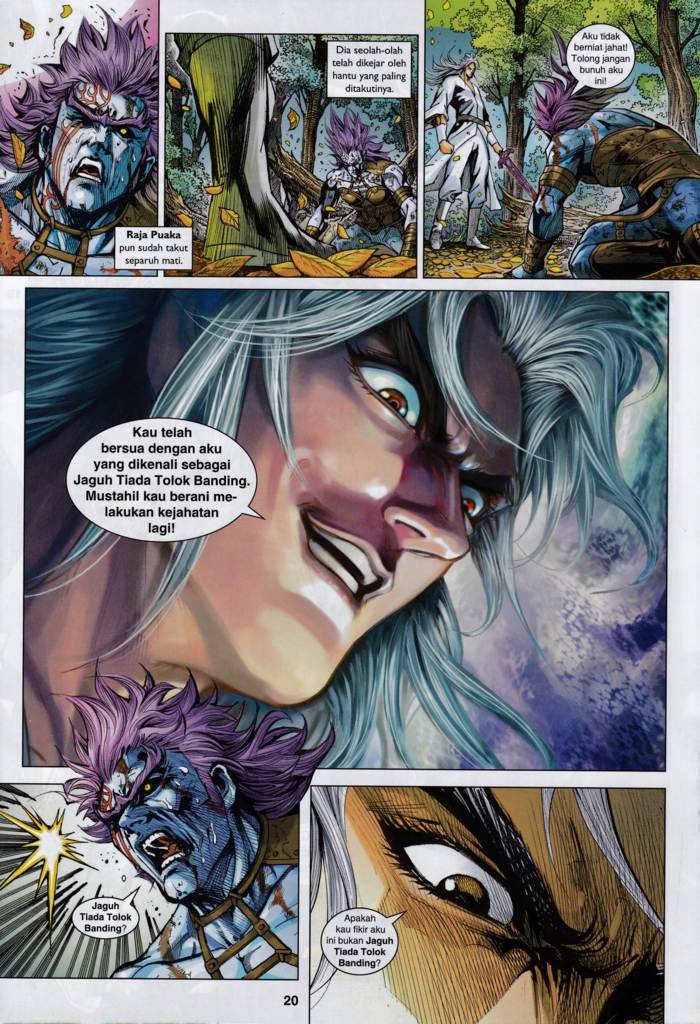 Raja Puaka
pun sudah takut
separuh mati.
Dia seolah-olah
telah dikejar oleh
hantu yang paling
ditakutinya.
Aku tidak
berniat jahat!
Tolong jangan
bunuh aku
ini!
Kau telah
bersua dengan aku
yang dikenali sebagai
Jaguh Tiada Tolok Banding.
Mustahil kau berani me-
lakukan kejahatan
lagi!
Jaguh
Tiada Tolok
Banding?
Apakah
kau fikir aku
ini bukan Jaguh
Tiada Tolok
Banding?
20